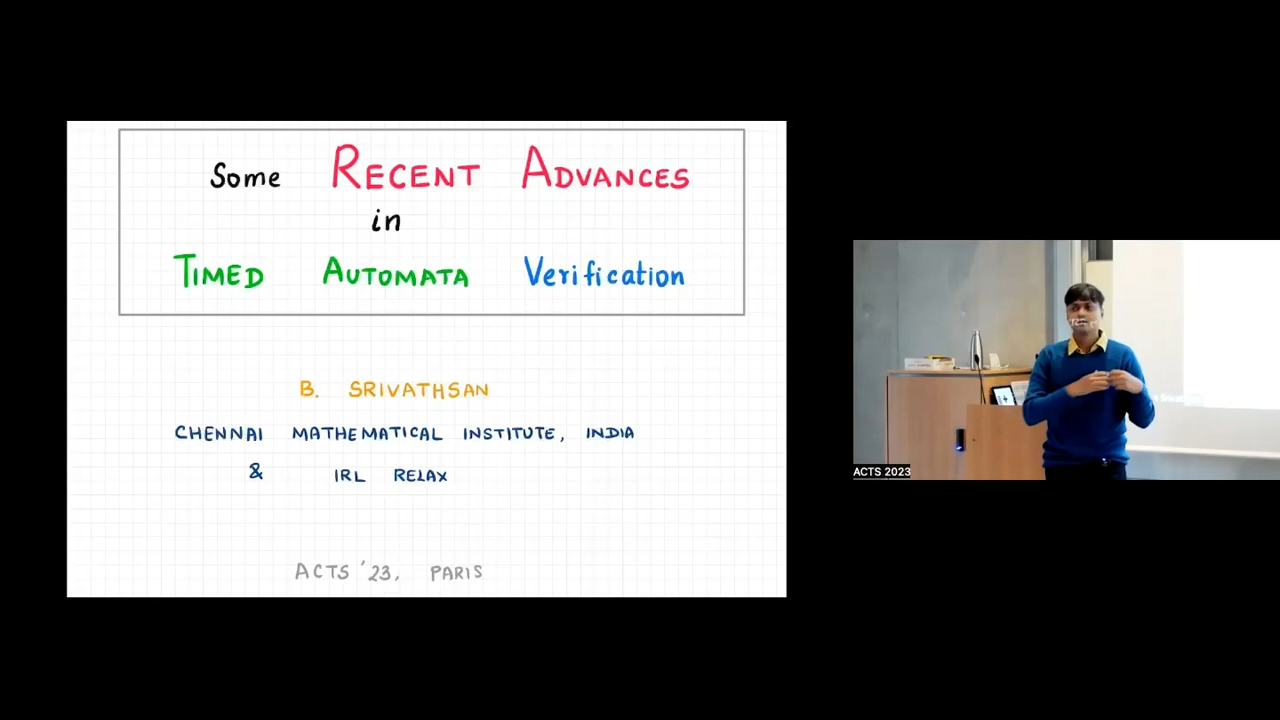 Some RECENT ADVANCES
in
TIMED AUTOMATA Verification
B. SRIVATHSAN
CHENNAI MATHEMATICAL INSTITUTE, INDIA
& IRL RELAX
ACTS '23, PARIS
ACTS 2023